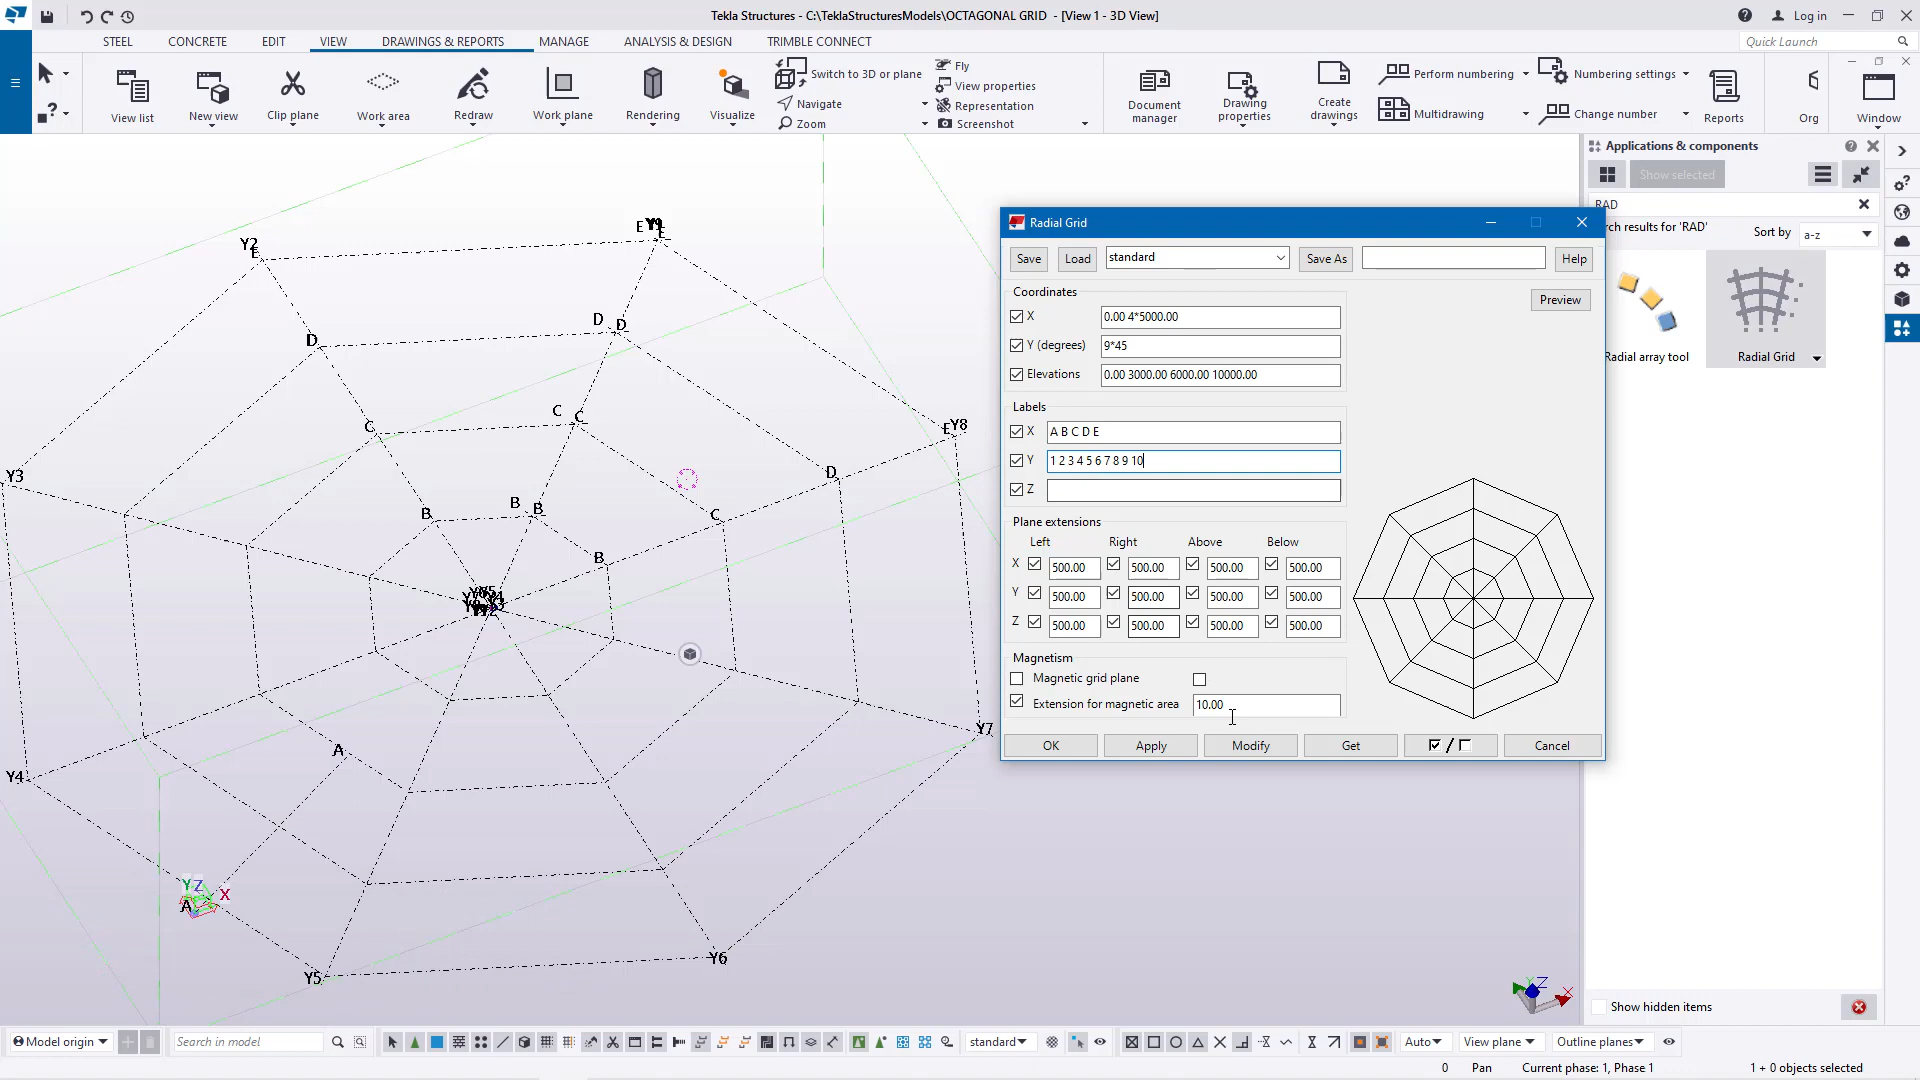 Tekla Structures - C:\TeklaStructuresModels\OCTAGONAL GRID - [View 1 - 3D View]
Log in
STEEL CONCRETE EDIT VIEW DRAWINGS & REPORTS MANAGE ANALYSIS & DESIGN TRIMBLE CONNECT
Quick Launch
View list
New view
Clip plane
Work area
Redraw
Work plane
Rendering
Visualize
Switch to 3D or plane
Navigate
Zoom
Fly
View properties
Representation
Screenshot
Document manager
Drawing properties
Create drawings
Perform numbering
Multidrawing
Numbering settings
Change number
Reports
Org
Window
Applications & components
Show selected
RAD
rch results for 'RAD'
Sort by
a-z
Radial array tool
Radial Grid
Show hidden items
Radial Grid
Save
Load
standard
Save As
Help
Preview
Coordinates
X 0.00 4*5000.00
Y (degrees) 9*45
Elevations 0.00 3000.00 6000.00 10000.00
Labels
X A B C D E
Y 1 2 3 4 5 6 7 8 9 10
Z
Plane extensions
Left Right Above Below
X 500.00 500.00 500.00 500.00
Y 500.00 500.00 500.00 500.00
Z 500.00 500.00 500.00 500.00
Magnetism
Magnetic grid plane
Extension for magnetic area 10.00
OK Apply Modify Get / Cancel
Y2
E
E
E
D
D
D
Y8
E
C
C
C
Y3
D
B
B
B
C
B
A
Y7
Y4
Y Z X
A
Y5
Y6
Z
X
Model origin
Search in model
standard
Auto
View plane
Outline planes
0
Pan
Current phase: 1, Phase 1
1 + 0 objects selected